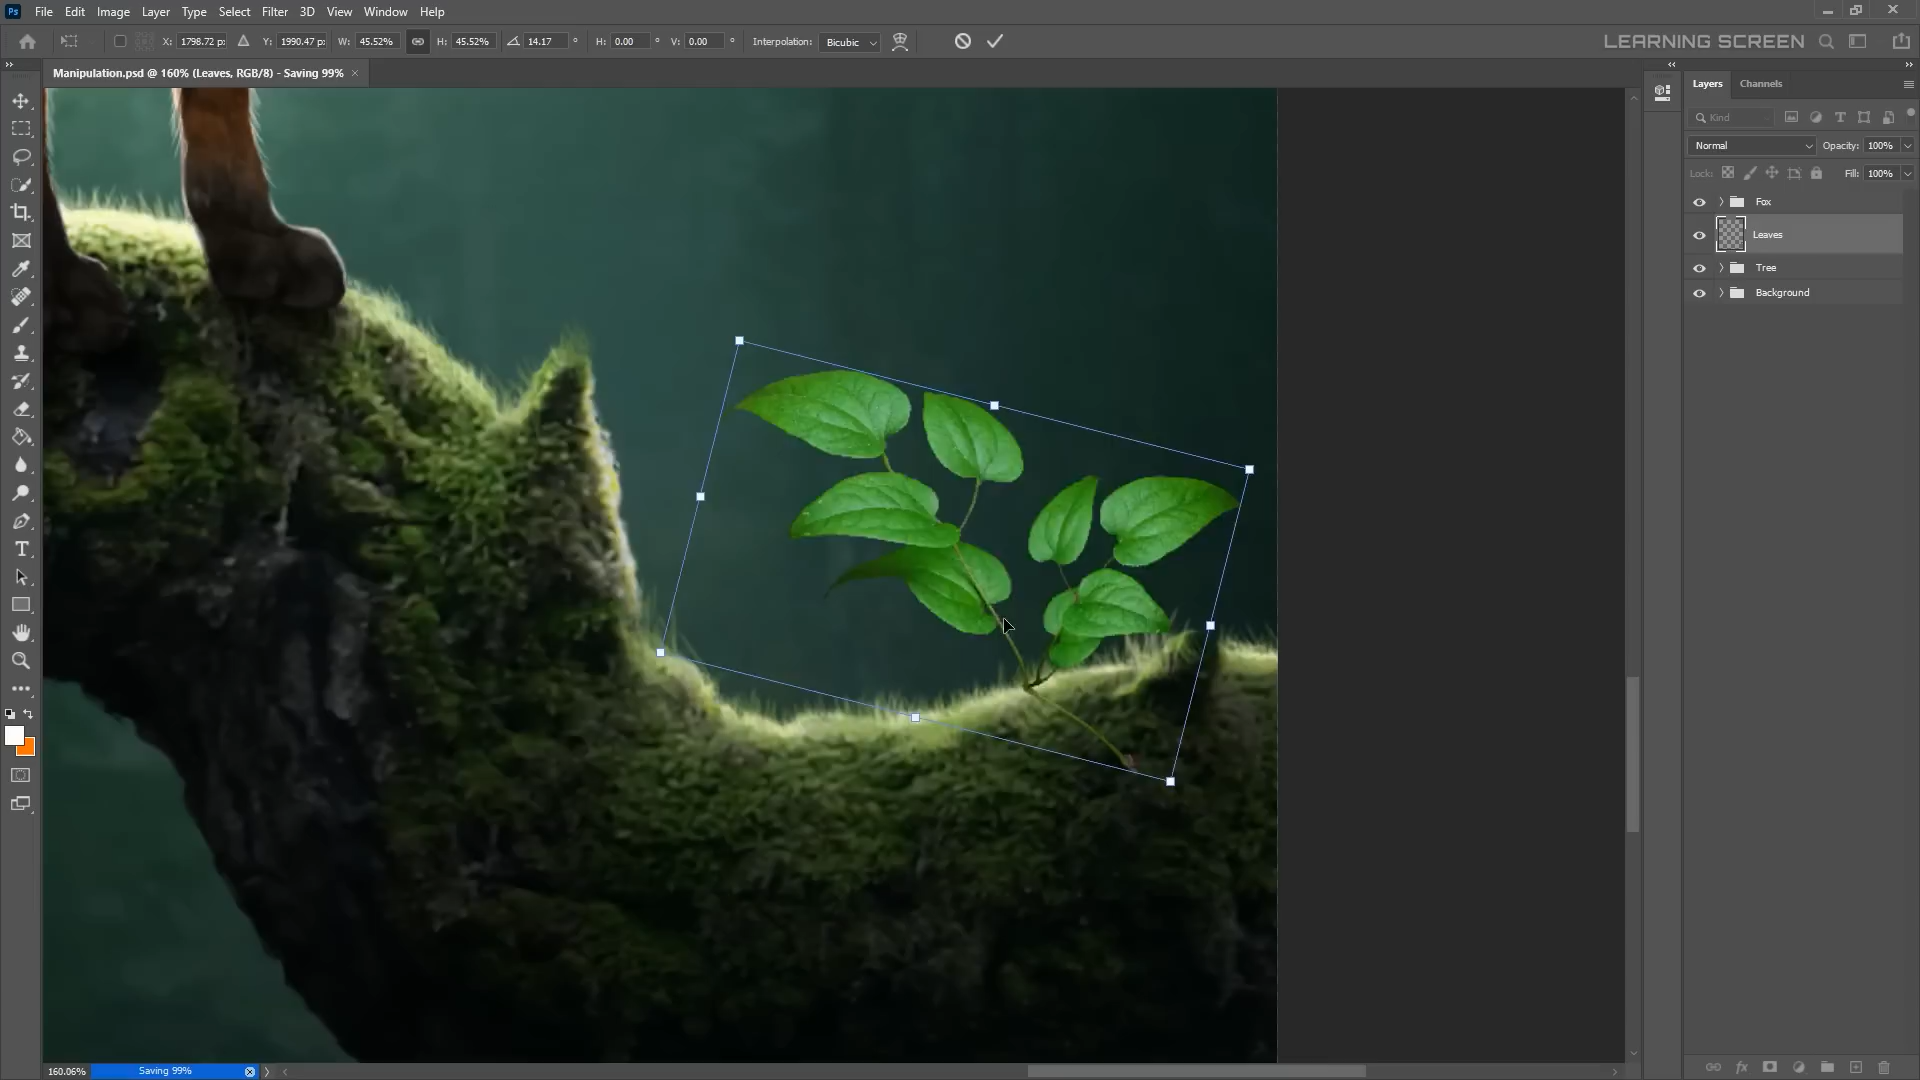 Ps File Edit Image Layer Type Select Filter 3D View Window Help
X: 1798.72 p: Y: 1990.47 p: W: 45.52% H: 45.52% 14.17 ° H: 0.00 ° V: 0.00 ° Interpolation: Bicubic LEARNING SCREEN
Manipulation.psd @ 160% (Leaves, RGB/8) - Saving 99% ×
Layers Channels
Kind
Normal Opacity: 100%
Lock: Fill: 100%
Fox
Leaves
Tree
Background
160.06% Saving 99%